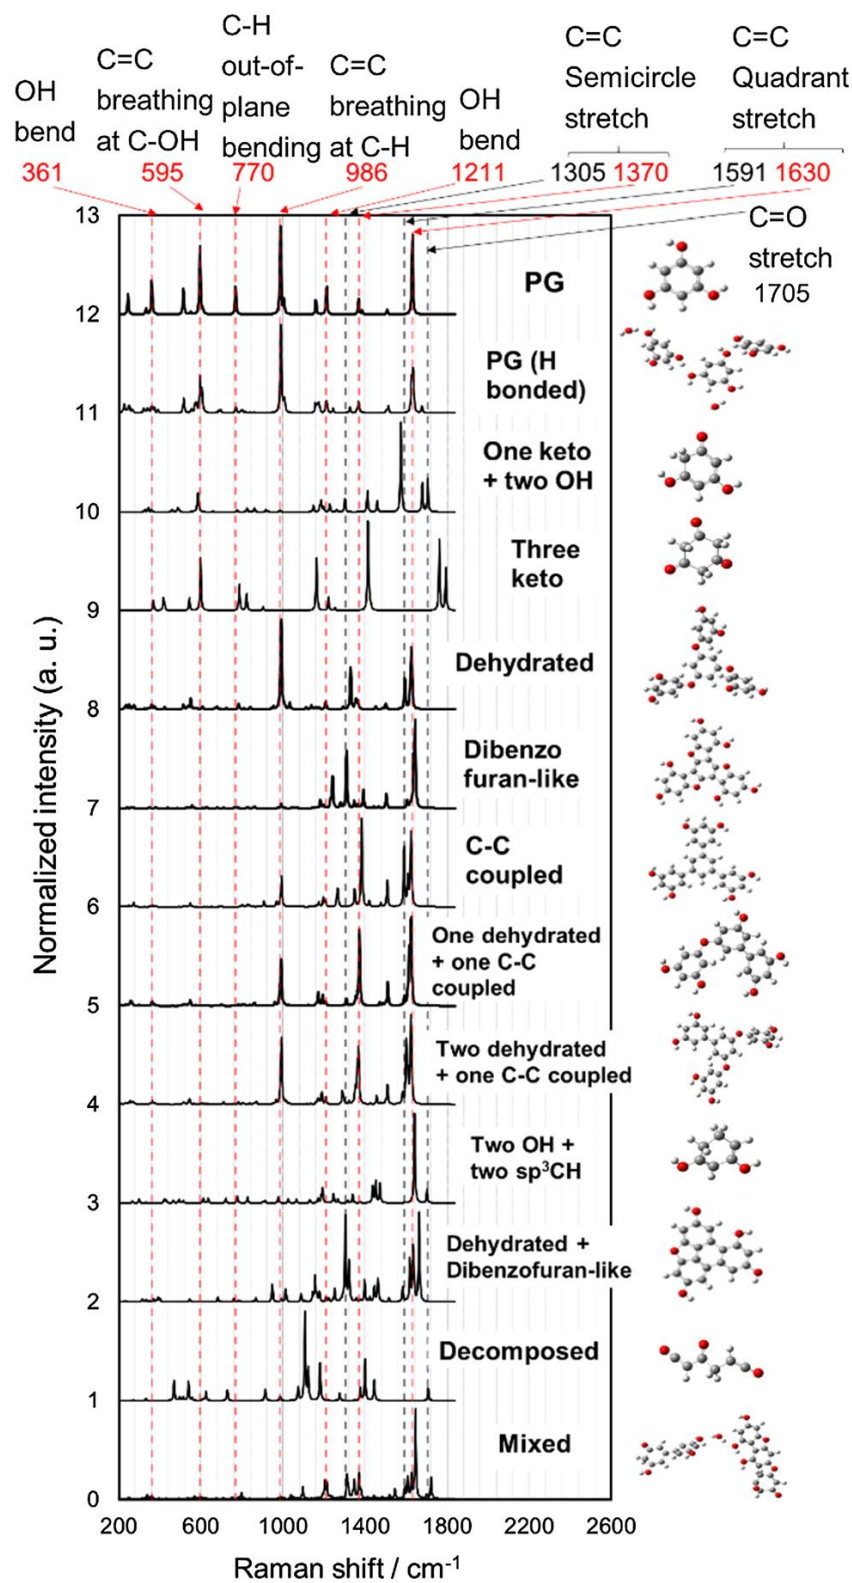 OH
bend
C=C
breathing
at C-OH
C-H
out-of-
plane
bending
C=C
breathing
at C-H
OH
bend
C=C
Semicircle
stretch
C=C
Quadrant
stretch
361 595 770 986 1211 1305 1370 1591 1630
C=O
stretch
1705
13
12
11
10
9
8
7
6
5
4
3
2
1
0
Normalized intensity (a. u.)
PG
PG (H
bonded)
One keto
+ two OH
Three
keto
Dehydrated
Dibenzo
furan-like
C-C
coupled
One dehydrated
+ one C-C
coupled
Two dehydrated
+ one C-C coupled
Two OH +
two sp³CH
Dehydrated +
Dibenzofuran-like
Decomposed
Mixed
200 600 1000 1400 1800 2200 2600
Raman shift / cm⁻¹